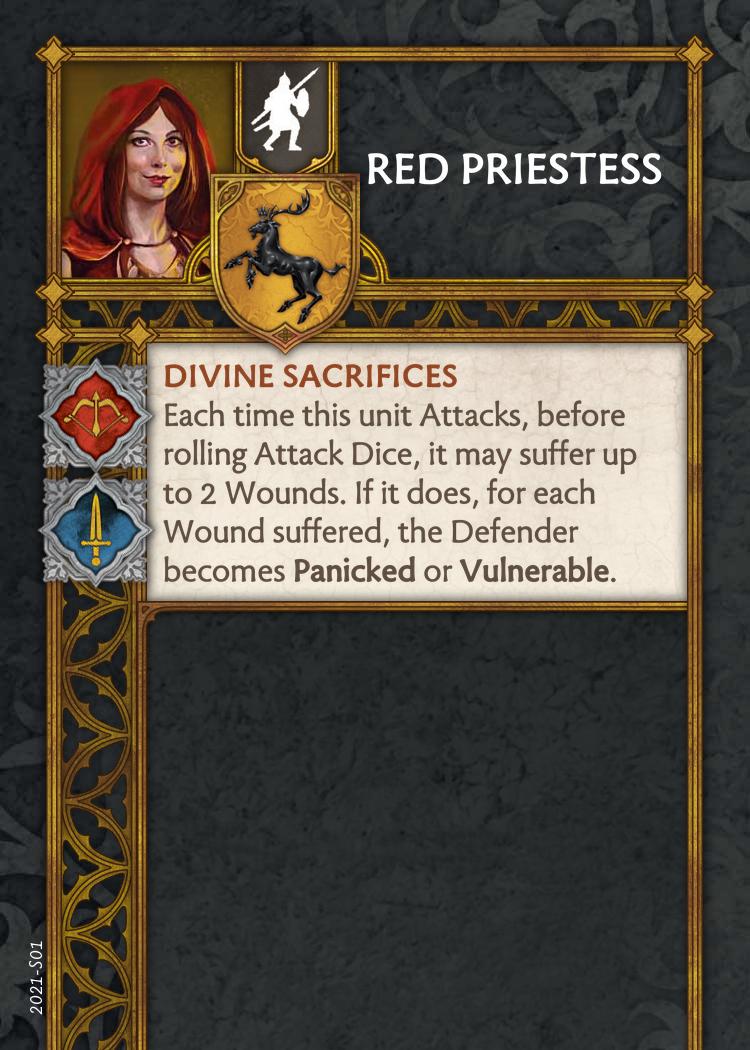 RED PRIESTESS
DIVINE SACRIFICES
Each time this unit Attacks, before
rolling Attack Dice, it may suffer up
to 2 Wounds. If it does, for each
Wound suffered, the Defender
becomes Panicked or Vulnerable.
2021-S01